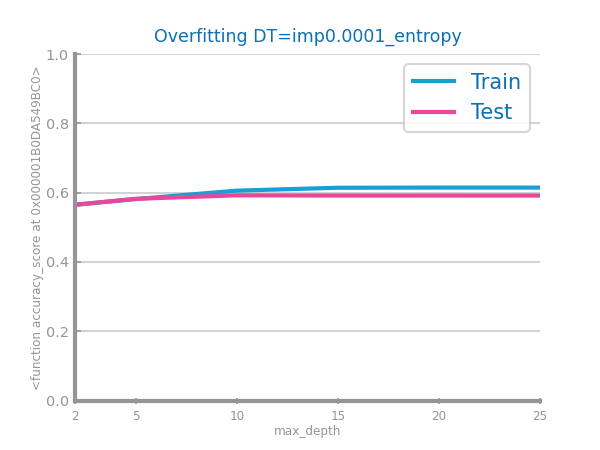 Overfitting DT=imp0.0001_entropy
<function accuracy_score at 0x000001B0DA549BC0>
1.0
0.8
0.6
0.4
0.2
0.0
Train
Test
2 5 10 15 20 25
max_depth